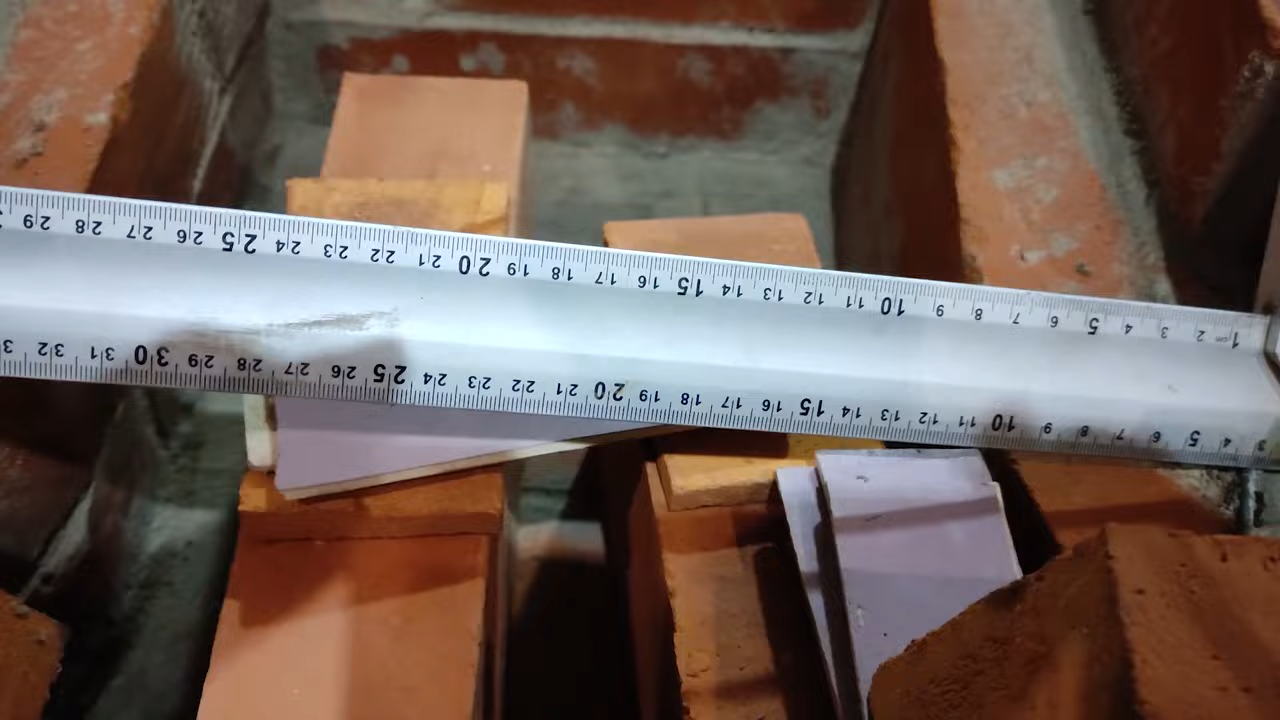 3 4 5 6 7 8 9 10 11 12 13 14 15 16 17 18 19 20 21 22 23 24 25 26 27 28 29 30 31 32
1 cm 2 3 4 5 6 7 8 9 10 11 12 13 14 15 16 17 18 19 20 21 22 23 24 25 26 27 28 29